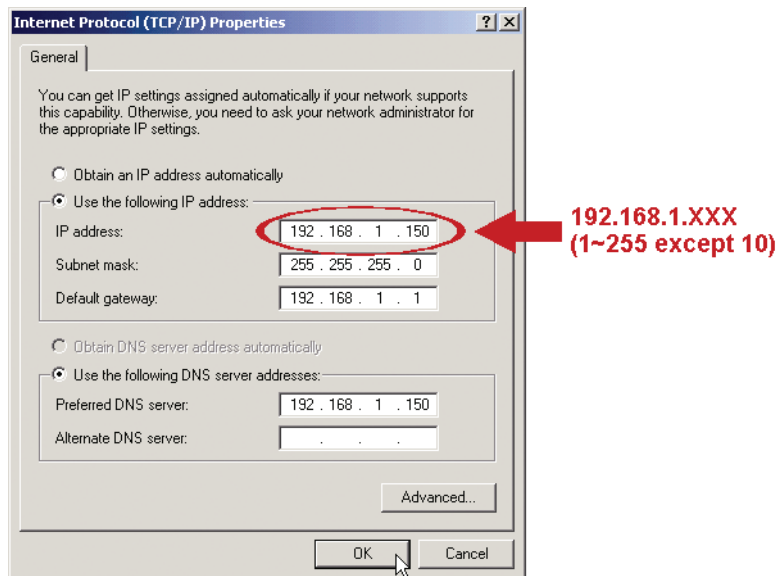 Internet Protocol (TCP/IP) Properties
General
You can get IP settings assigned automatically if your network supports
this capability. Otherwise, you need to ask your network administrator for
the appropriate IP settings.
Obtain an IP address automatically
Use the following IP address:
IP address: 192 . 168 . 1 . 150
Subnet mask: 255 . 255 . 255 . 0
Default gateway: 192 . 168 . 1 . 1
192.168.1.XXX
(1~255 except 10)
Obtain DNS server address automatically
Use the following DNS server addresses:
Preferred DNS server: 192 . 168 . 1 . 150
Alternate DNS server: . . .
Advanced...
OK Cancel